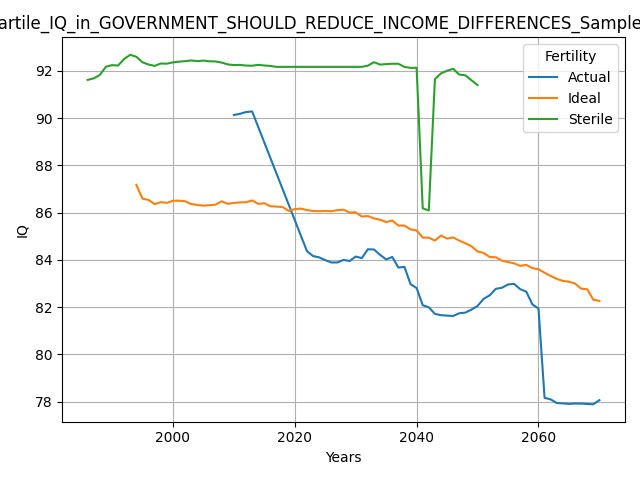 artile_IQ_in_GOVERNMENT_SHOULD_REDUCE_INCOME_DIFFERENCES_Sample
Fertility
Actual
Ideal
Sterile
92
90
88
86
84
82
80
78
IQ
2000
2020
2040
2060
Years